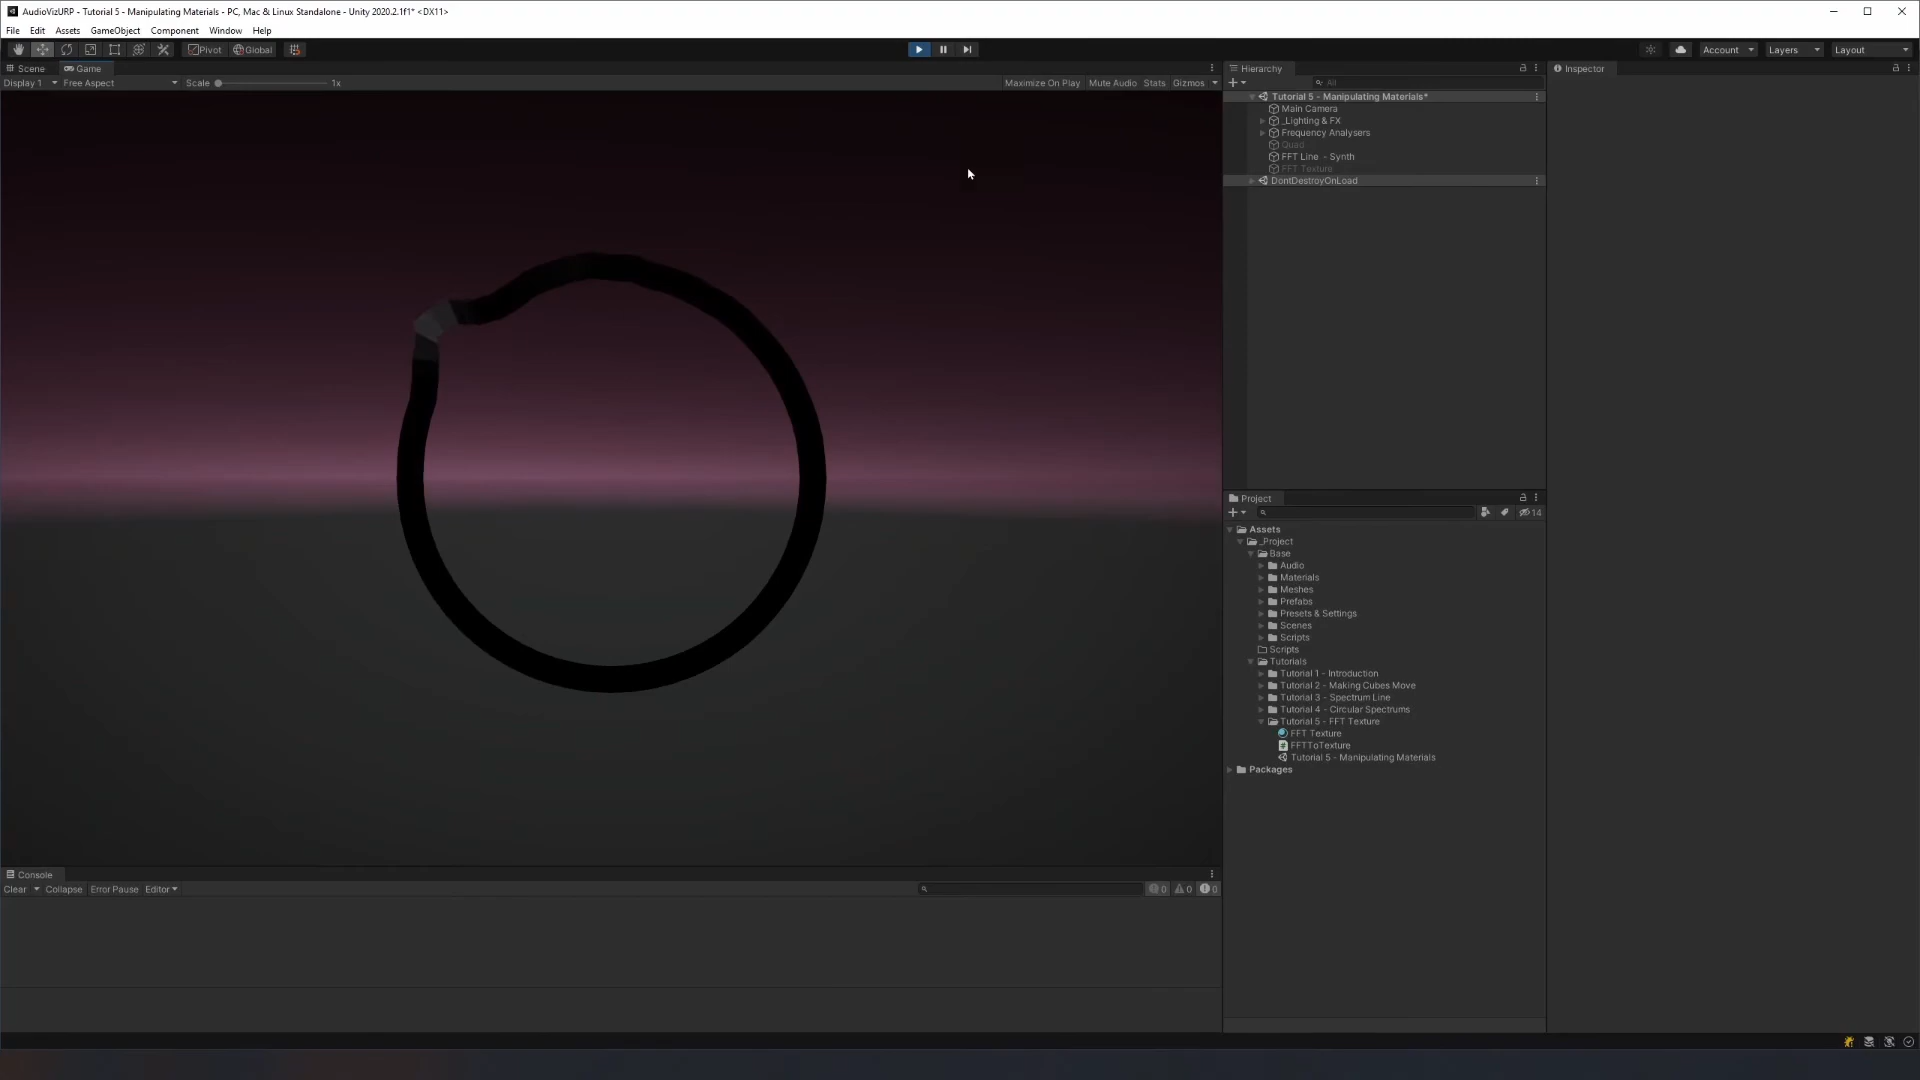 AudioVizURP - Tutorial 5 - Manipulating Materials - PC, Mac & Linux Standalone - Unity 2020.2.1f1* <DX11>
File Edit Assets GameObject Component Window Help
Pivot Global Account Layers Layout
Scene Game
Display 1 Free Aspect Scale 1x Maximize On Play Mute Audio Stats Gizmos
Hierarchy
All
Tutorial 5 - Manipulating Materials*
Main Camera
_Lighting & FX
Frequency Analysers
Quad
FFT Line - Synth
FFT Texture
DontDestroyOnLoad
Inspector
Project
14
Assets
_Project
Base
Audio
Materials
Meshes
Prefabs
Presets & Settings
Scenes
Scripts
Scripts
Tutorials
Tutorial 1 - Introduction
Tutorial 2 - Making Cubes Move
Tutorial 3 - Spectrum Line
Tutorial 4 - Circular Spectrums
Tutorial 5 - FFT Texture
FFT Texture
FFTToTexture
Tutorial 5 - Manipulating Materials
Packages
Console
Clear Collapse Error Pause Editor 0 0 0